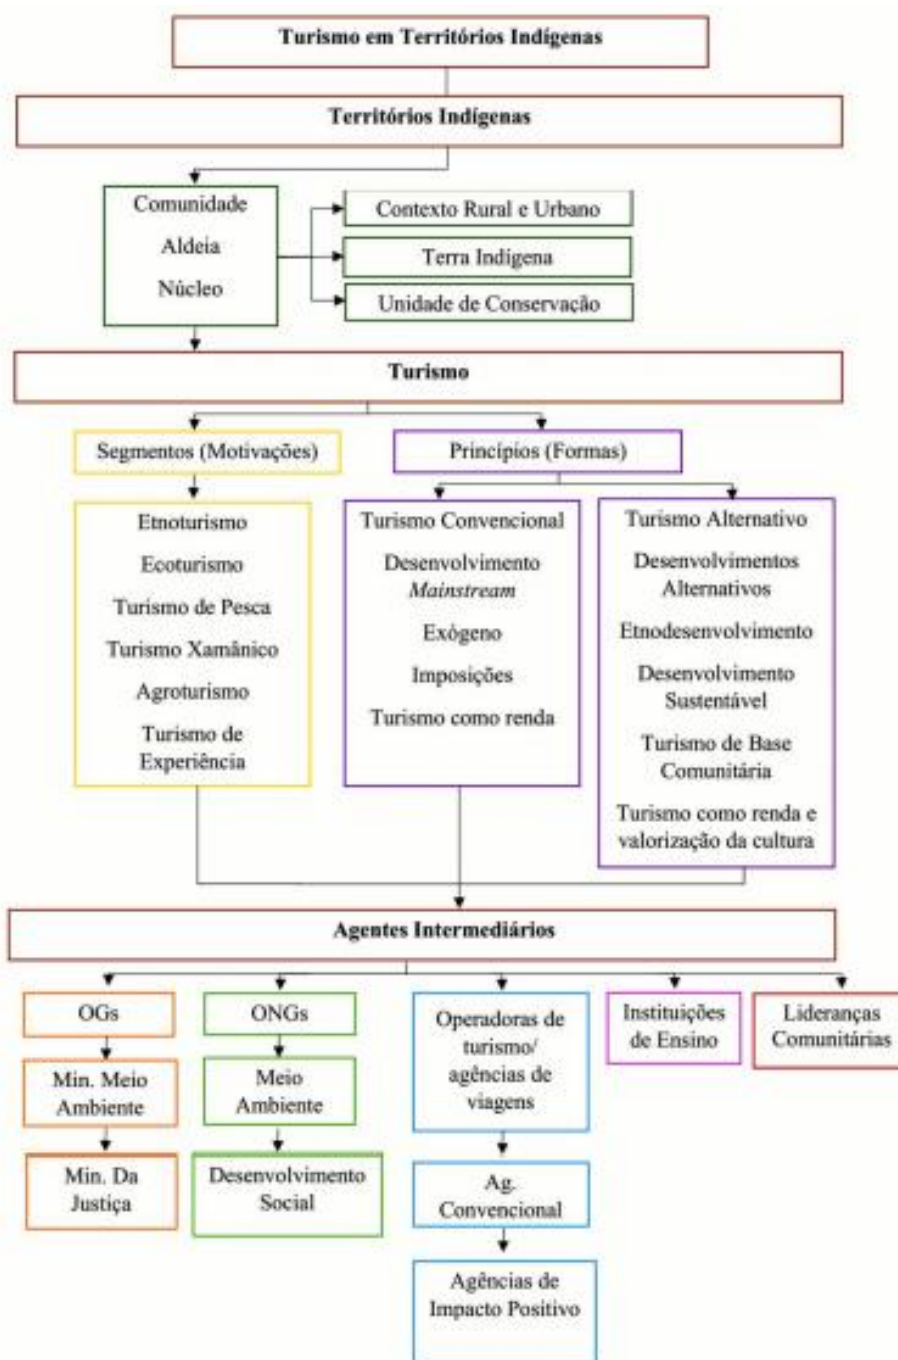 Turismo em Territórios Indígenas
Territórios Indígenas
Comunidade
Aldeia
Núcleo
Contexto Rural e Urbano
Terra Indígena
Unidade de Conservação
Turismo
Segmentos (Motivações)
Princípios (Formas)
Etnoturismo
Ecoturismo
Turismo de Pesca
Turismo Xamânico
Agroturismo
Turismo de
Experiência
Turismo Convencional
Desenvolvimento
Mainstream
Exógeno
Imposições
Turismo como renda
Turismo Alternativo
Desenvolvimentos
Alternativos
Etnodesenvolvimento
Desenvolvimento
Sustentável
Turismo de Base
Comunitária
Turismo como renda e
valorização da cultura
Agentes Intermediários
OGs
Min. Meio
Ambiente
Min. Da
Justiça
ONGs
Meio
Ambiente
Desenvolvimento
Social
Operadoras de
turismo/
agências de
viagens
Ag.
Convencional
Agências de
Impacto Positivo
Instituições
de Ensino
Lideranças
Comunitárias